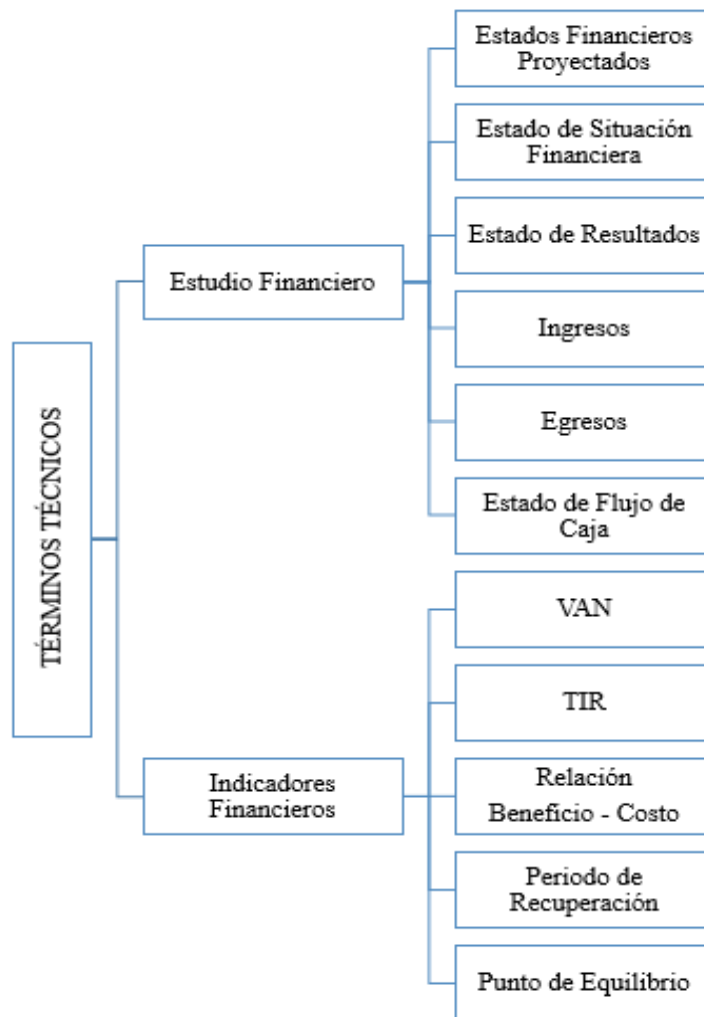 TÉRMINOS TÉCNICOS
Estudio Financiero
Estados Financieros
Proyectados
Estado de Situación
Financiera
Estado de Resultados
Ingresos
Egresos
Estado de Flujo de
Caja
Indicadores
Financieros
VAN
TIR
Relación
Beneficio - Costo
Periodo de
Recuperación
Punto de Equilibrio